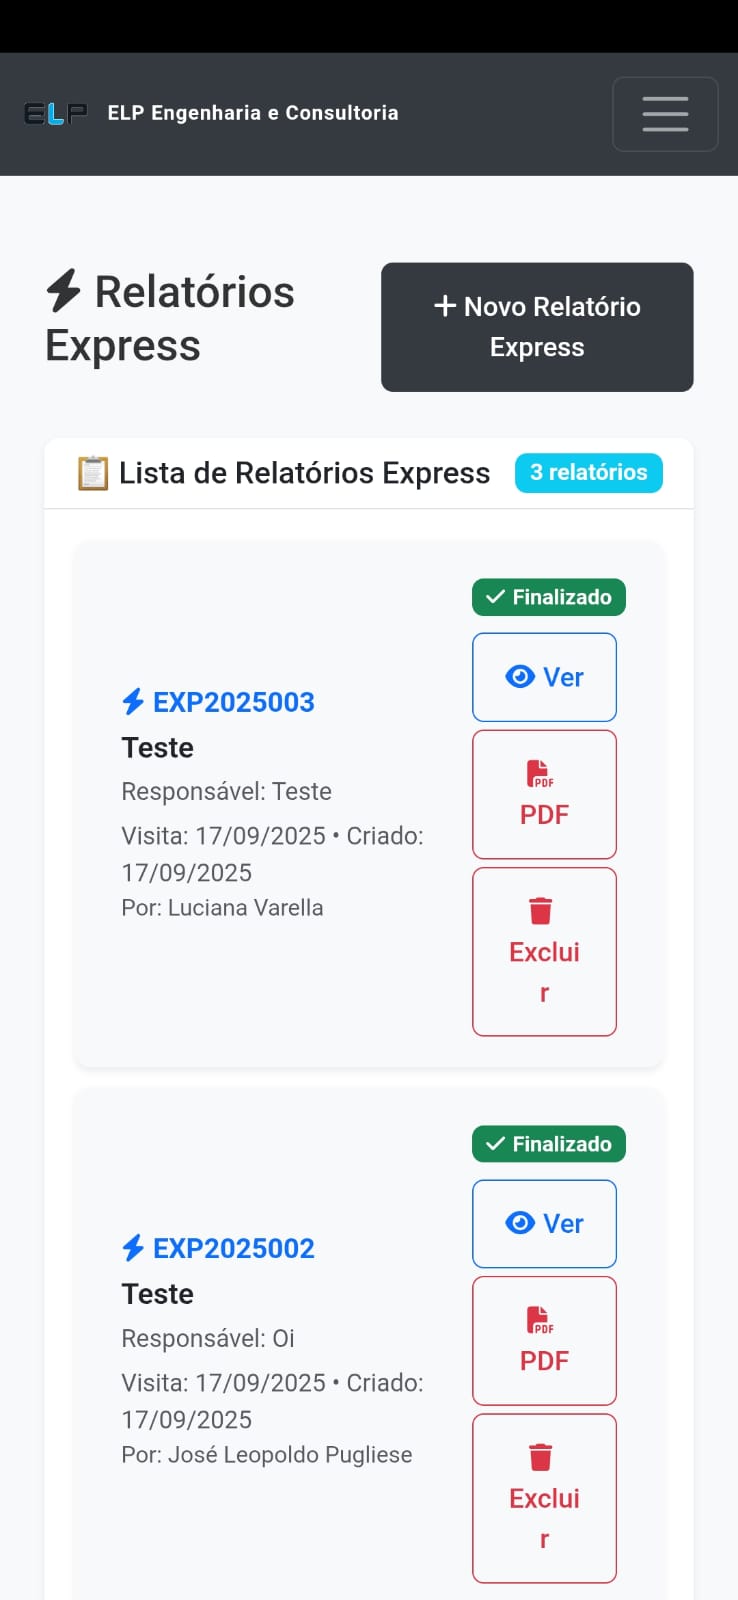 ELP ELP Engenharia e Consultoria
Relatórios
Express
+ Novo Relatório
Express
Lista de Relatórios Express 3 relatórios
Finalizado
Ver
EXP2025003
Teste
Responsável: Teste
Visita: 17/09/2025 • Criado:
17/09/2025
Por: Luciana Varella
PDF
PDF
Exclui
r
Finalizado
Ver
EXP2025002
Teste
Responsável: Oi
Visita: 17/09/2025 • Criado:
17/09/2025
Por: José Leopoldo Pugliese
PDF
PDF
Exclui
r